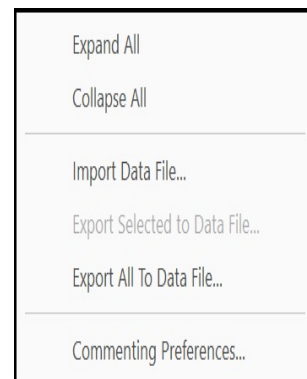 Expand All
Collapse All
Import Data File...
Export Selected to Data File...
Export All To Data File...
Commenting Preferences...